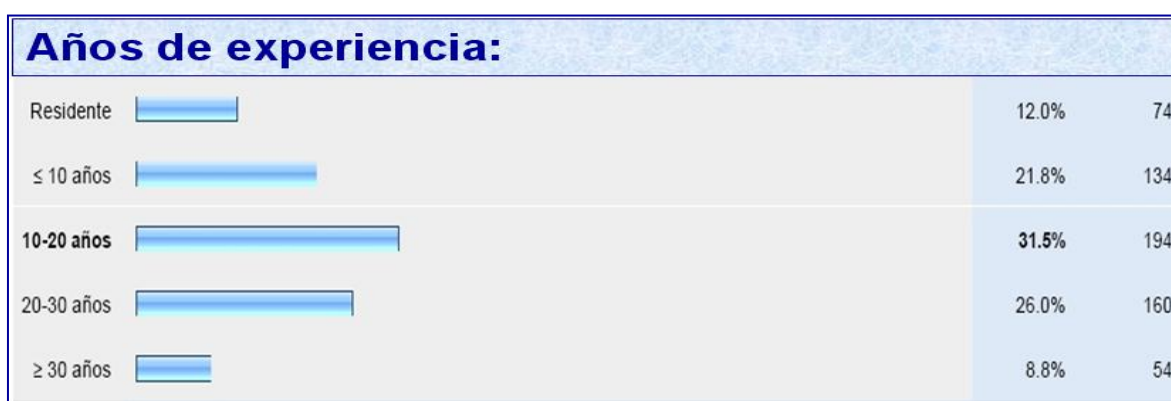 Años de experiencia:
Residente 12.0% 74
≤ 10 años 21.8% 134
10-20 años 31.5% 194
20-30 años 26.0% 160
≥ 30 años 8.8% 54